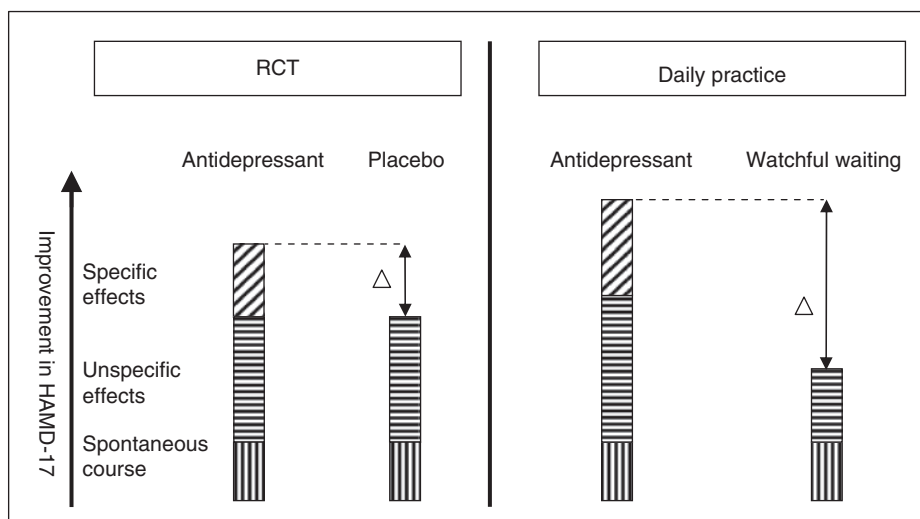 RCT
Daily practice
Antidepressant
Placebo
Antidepressant
Watchful waiting
Improvement in HAMD-17
Specific
effects
Unspecific
effects
Spontaneous
course
△
△